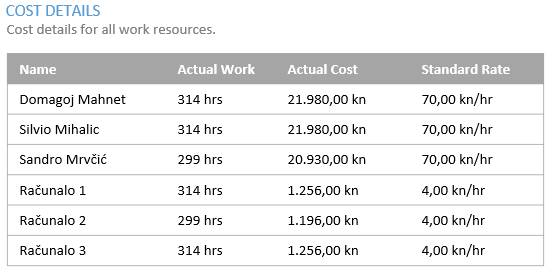 COST DETAILS
Cost details for all work resources.
Name Actual Work Actual Cost Standard Rate
Domagoj Mahnet 314 hrs 21.980,00 kn 70,00 kn/hr
Silvio Mihalic 314 hrs 21.980,00 kn 70,00 kn/hr
Sandro Mrvčić 299 hrs 20.930,00 kn 70,00 kn/hr
Računalo 1 314 hrs 1.256,00 kn 4,00 kn/hr
Računalo 2 299 hrs 1.196,00 kn 4,00 kn/hr
Računalo 3 314 hrs 1.256,00 kn 4,00 kn/hr